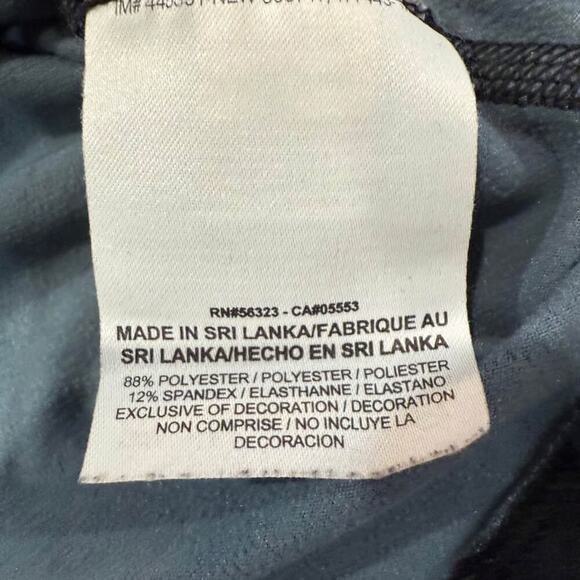 RN#56323 - CA#05553
MADE IN SRI LANKA/FABRIQUE AU
SRI LANKA/HECHO EN SRI LANKA
88% POLYESTER / POLYESTER / POLIESTER
12% SPANDEX / ELASTHANNE / ELASTANO
EXCLUSIVE OF DECORATION / DECORATION
NON COMPRISE / NO INCLUYE LA
DECORACION